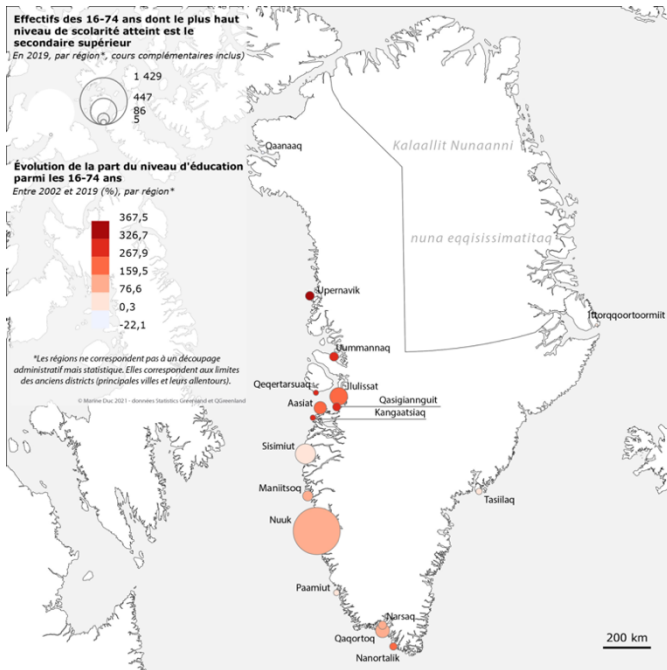 Effectifs des 16-74 ans dont le plus haut
niveau de scolarité atteint est le
secondaire supérieur
En 2019, par région*, cours complémentaires inclus)
1 429
447
86
5
Évolution de la part du niveau d'éducation
parmi les 16-74 ans
Entre 2002 et 2019 (%), par région*
367,5
326,7
267,9
159,5
76,6
0,3
-22,1
*Les régions ne correspondent pas à un découpage
administratif mais statistique. Elles correspondent aux limites
des anciens districts (principales villes et leurs allentours).
© Marine Duc 2021 - données Statistics Greenland et QGreenland
Qaanaaq
Kalaallit Nunaanni
nuna eqqisisimatitaq
Upernavik
Ittorqqoortoormiit
Uummannaq
Qeqertarsuaq
Ilulissat
Aasiat
Qasigiannguit
Kangaatsiaq
Sisimiut
Maniitsoq
Tasiilaq
Nuuk
Paamiut
Narsaq
Qaqortoq
Nanortalik
200 km